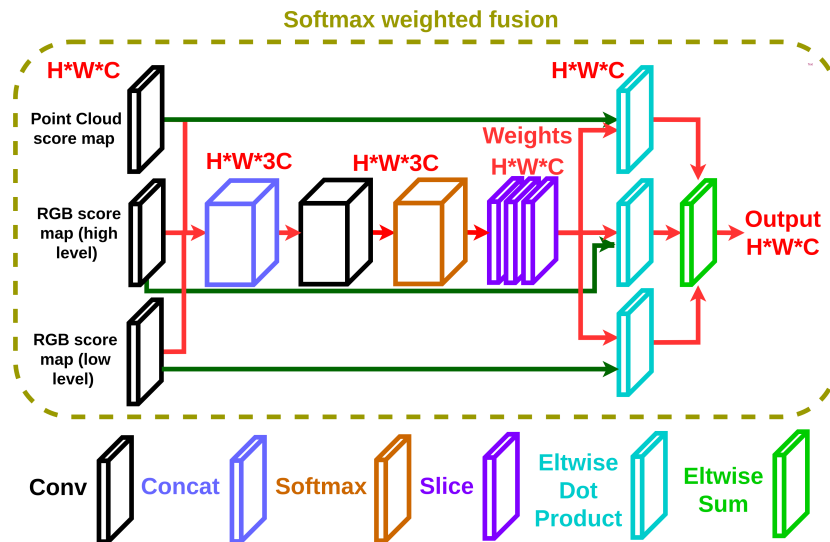 Softmax weighted fusion
H*W*C
H*W*C
Point Cloud
score map
Weights
H*W*3C
H*W*3C
H*W*C
RGB score
map (high
level)
Output
H*W*C
RGB score
map (low
level)
Conv
Concat
Softmax
Slice
Eltwise
Dot
Product
Eltwise
Sum